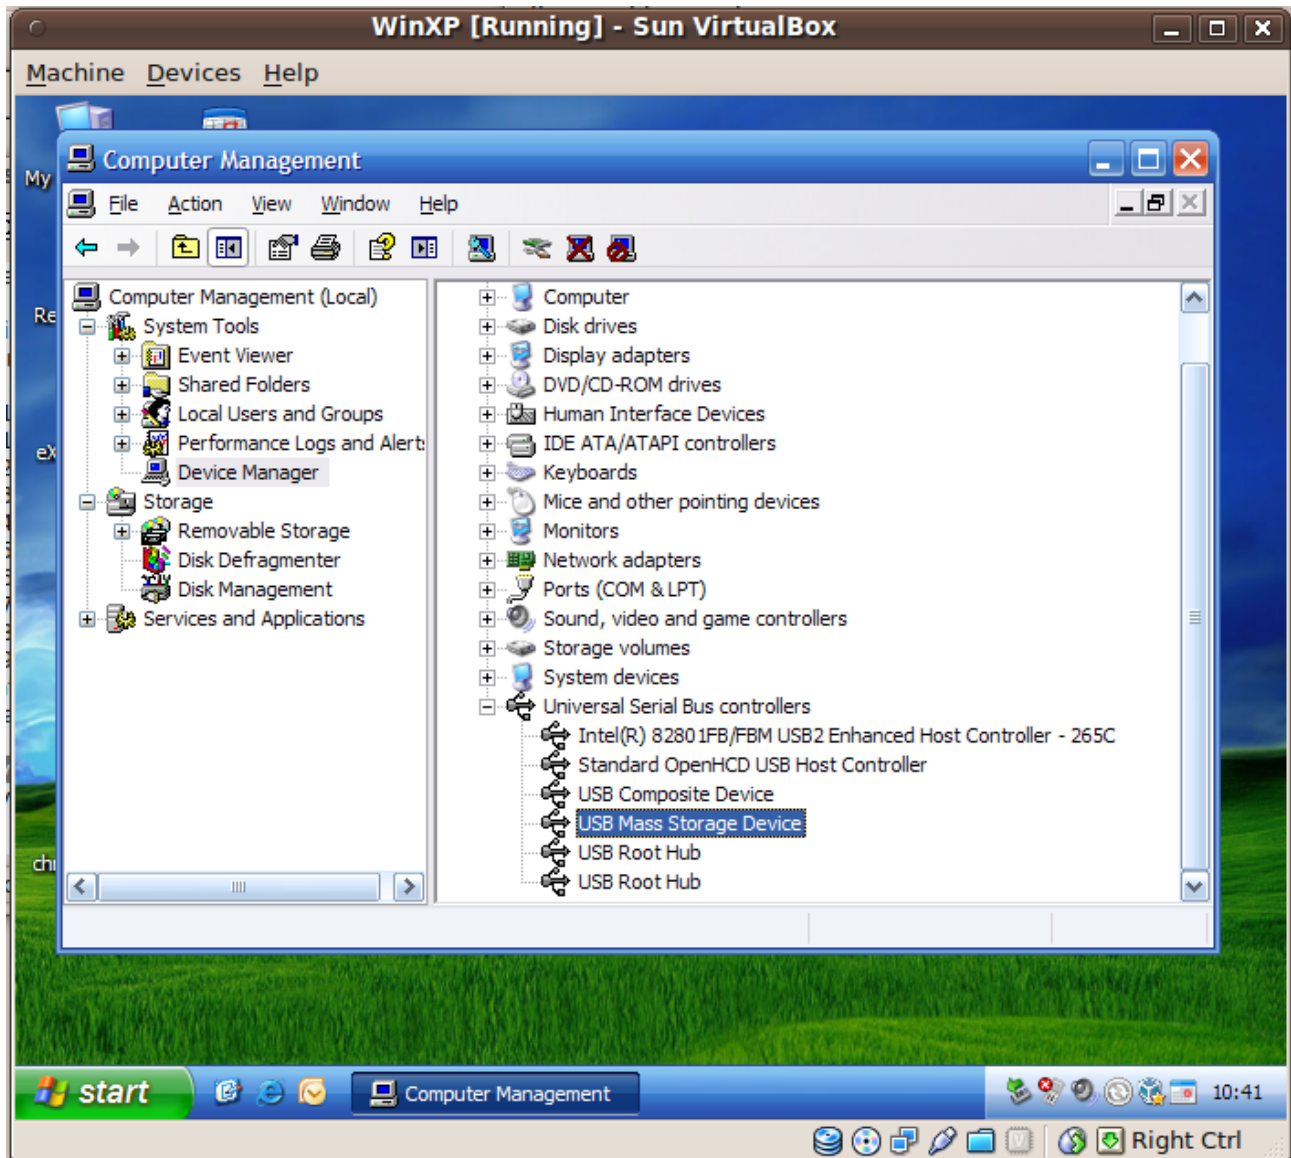 WinXP [Running] - Sun VirtualBox
Machine Devices Help
My
Computer Management
File Action View Window Help
Re
eX
chr
Computer Management (Local)
System Tools
Event Viewer
Shared Folders
Local Users and Groups
Performance Logs and Alert
Device Manager
Storage
Removable Storage
Disk Defragmenter
Disk Management
Services and Applications
Computer
Disk drives
Display adapters
DVD/CD-ROM drives
Human Interface Devices
IDE ATA/ATAPI controllers
Keyboards
Mice and other pointing devices
Monitors
Network adapters
Ports (COM & LPT)
Sound, video and game controllers
Storage volumes
System devices
Universal Serial Bus controllers
Intel(R) 82801FB/FBM USB2 Enhanced Host Controller - 265C
Standard OpenHCD USB Host Controller
USB Composite Device
USB Mass Storage Device
USB Root Hub
USB Root Hub
start Computer Management 10:41
Right Ctrl